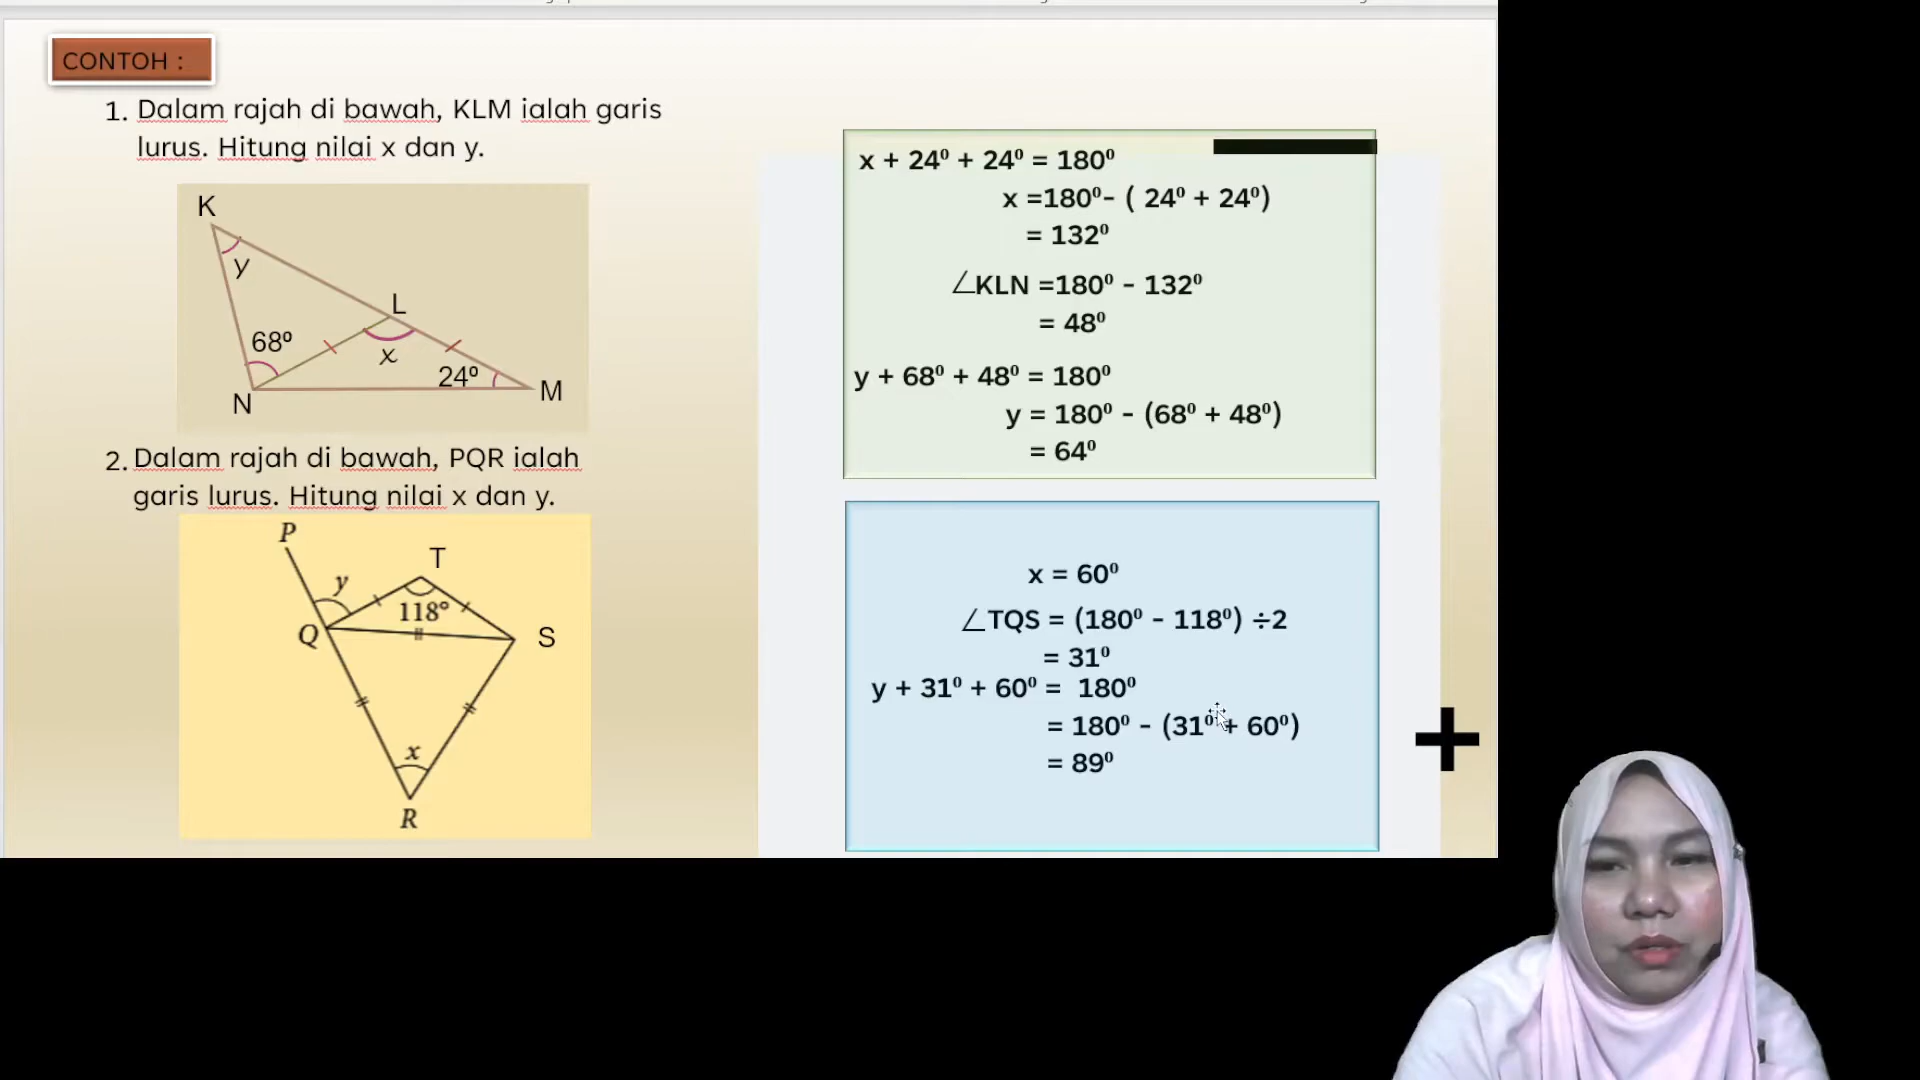 CONTOH :
1. Dalam rajah di bawah, KLM ialah garis
lurus. Hitung nilai x dan y.
K
y
L
68⁰
x
24⁰
N
M
2. Dalam rajah di bawah, PQR ialah
garis lurus. Hitung nilai x dan y.
P
T
y
118°
Q
S
x
R
x + 24⁰ + 24⁰ = 180⁰
x =180⁰- ( 24⁰ + 24⁰)
= 132⁰
∠KLN =180⁰ - 132⁰
= 48⁰
y + 68⁰ + 48⁰ = 180⁰
y = 180⁰ - (68⁰ + 48⁰)
= 64⁰
x = 60⁰
∠TQS = (180⁰ - 118⁰) ÷2
= 31⁰
y + 31⁰ + 60⁰ = 180⁰
= 180⁰ - (31⁰ + 60⁰)
= 89⁰